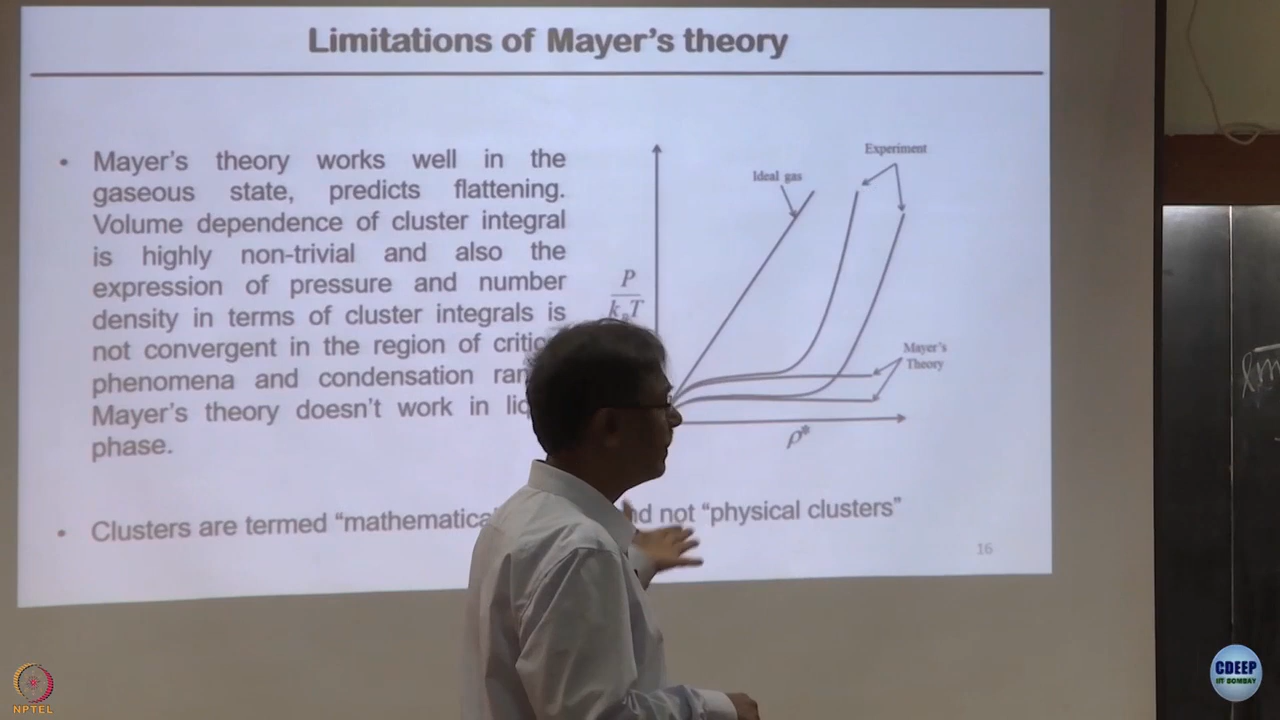 Limitations of Mayer's theory
• Mayer's theory works well in the
gaseous state, predicts flattening.
Volume dependence of cluster integral
is highly non-trivial and also the
expression of pressure and number
density in terms of cluster integrals is
not convergent in the region of
phenomena and condensation
Mayer's theory doesn't work in
phase.
• Clusters are termed "mathematica not "physical clusters"
Experiment
Ideal gas
P
k T
Mayer's
Theory
ρ*
16
NPTEL
CDEEP
IIT BOMBAY